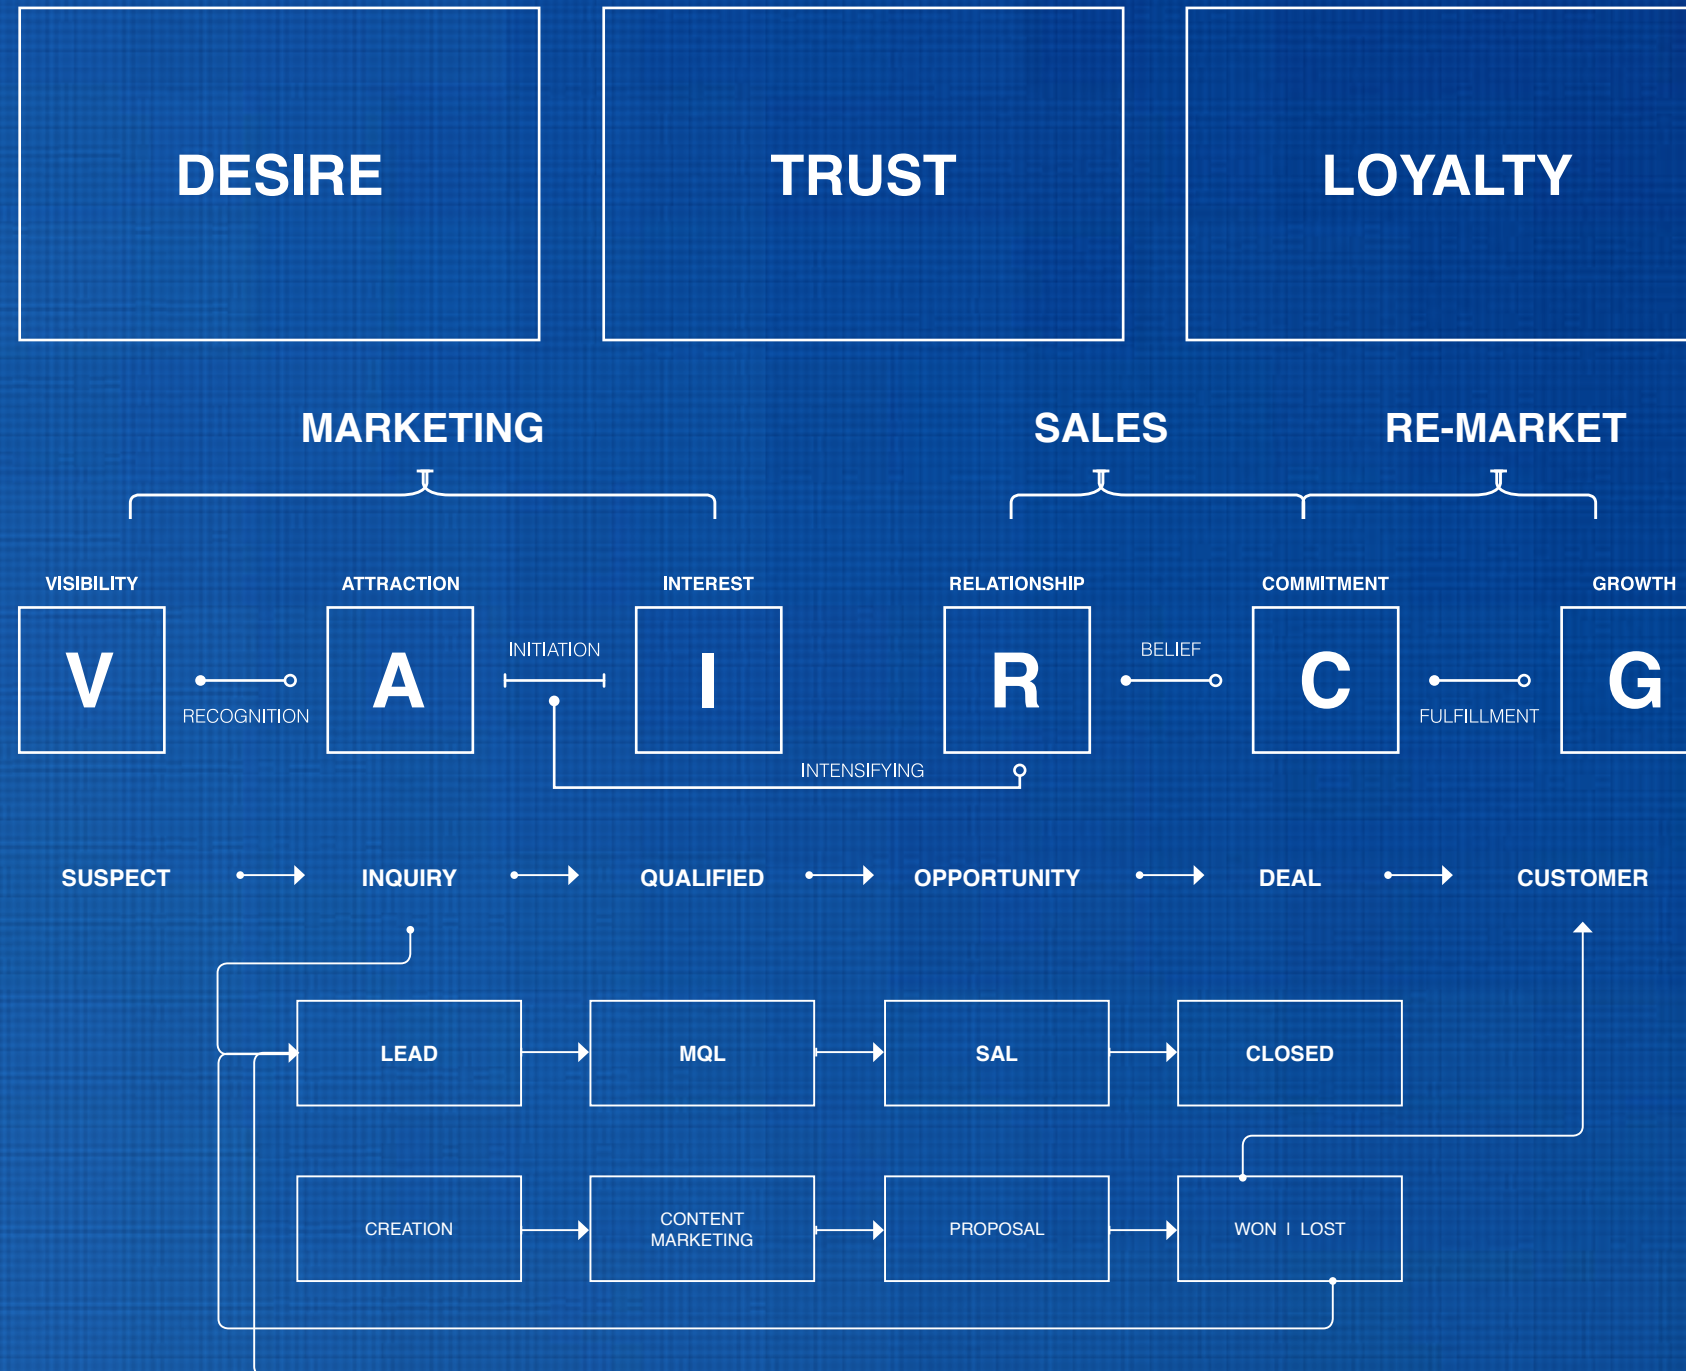 DESIRE
TRUST
LOYALTY
MARKETING
SALES
RE-MARKET
VISIBILITY
ATTRACTION
INTEREST
RELATIONSHIP
COMMITMENT
GROWTH
V
RECOGNITION
A
INITIATION
I
R
BELIEF
C
FULFILLMENT
G
INTENSIFYING
SUSPECT
INQUIRY
QUALIFIED
OPPORTUNITY
DEAL
CUSTOMER
LEAD
MQL
SAL
CLOSED
CREATION
CONTENT
MARKETING
PROPOSAL
WON | LOST